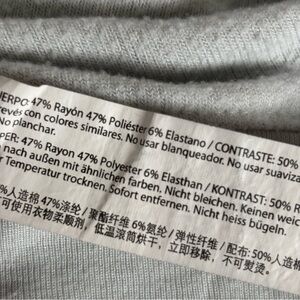 UERPO: 47% Rayón 47% Poliéster 6% Elastano / CONTRASTE: 50%
revés con colores similares. No usar blanqueador. No usar suaviza
No planchar.
PER: 47% Rayon 47% Polyester 6% Elasthan / KONTRAST: 50% R
nach außen mit ähnlichen farben. Nicht bleichen. Keinen weic
r Temperatur trocknen. Sofort entfernen. Nicht heiss bügeln.
%人造棉 47%涤纶 / 聚酯纤维 6%氨纶 / 弹性纤维 / 配布: 50%人造棉
可使用衣物柔顺剂, 低温滚筒烘干, 立即移除, 不可熨烫。